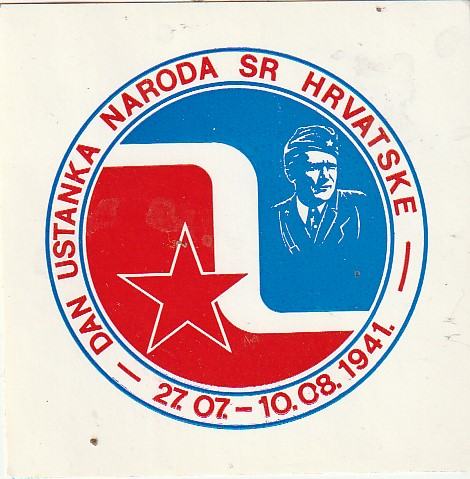 DAN USTANKA NARODA SR HRVATSKE
27.07.-10.08.1941.